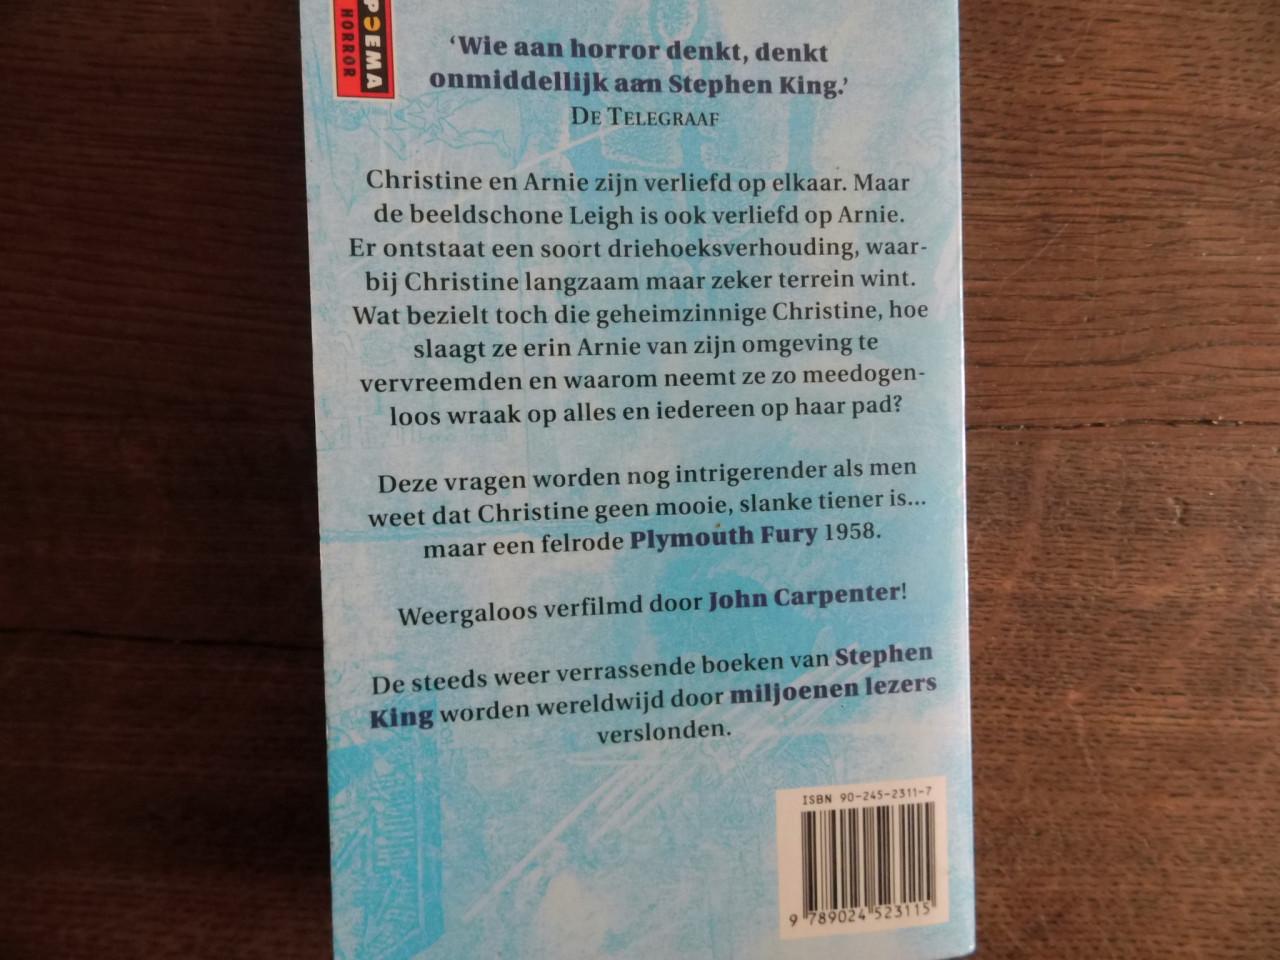 POEMA
HORROR
‘Wie aan horror denkt, denkt
onmiddellijk aan Stephen King.’
DE TELEGRAAF
Christine en Arnie zijn verliefd op elkaar. Maar
de beeldschone Leigh is ook verliefd op Arnie.
Er ontstaat een soort driehoeksverhouding, waar-
bij Christine langzaam maar zeker terrein wint.
Wat bezielt toch die geheimzinnige Christine, hoe
slaagt ze erin Arnie van zijn omgeving te
vervreemden en waarom neemt ze zo meedogen-
loos wraak op alles en iedereen op haar pad?
Deze vragen worden nog intrigerender als men
weet dat Christine geen mooie, slanke tiener is...
maar een felrode Plymouth Fury 1958.
Weergaloos verfilmd door John Carpenter!
De steeds weer verrassende boeken van Stephen
King worden wereldwijd door miljoenen lezers
verslonden.
ISBN 90-245-2311-7
9 789024 523115